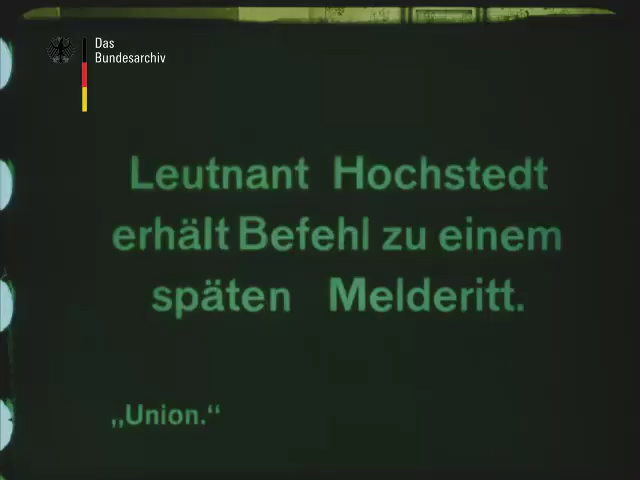 Das
Bundesarchiv
Leutnant Hochstedt
erhält Befehl zu einem
späten Melderitt.
„Union.“